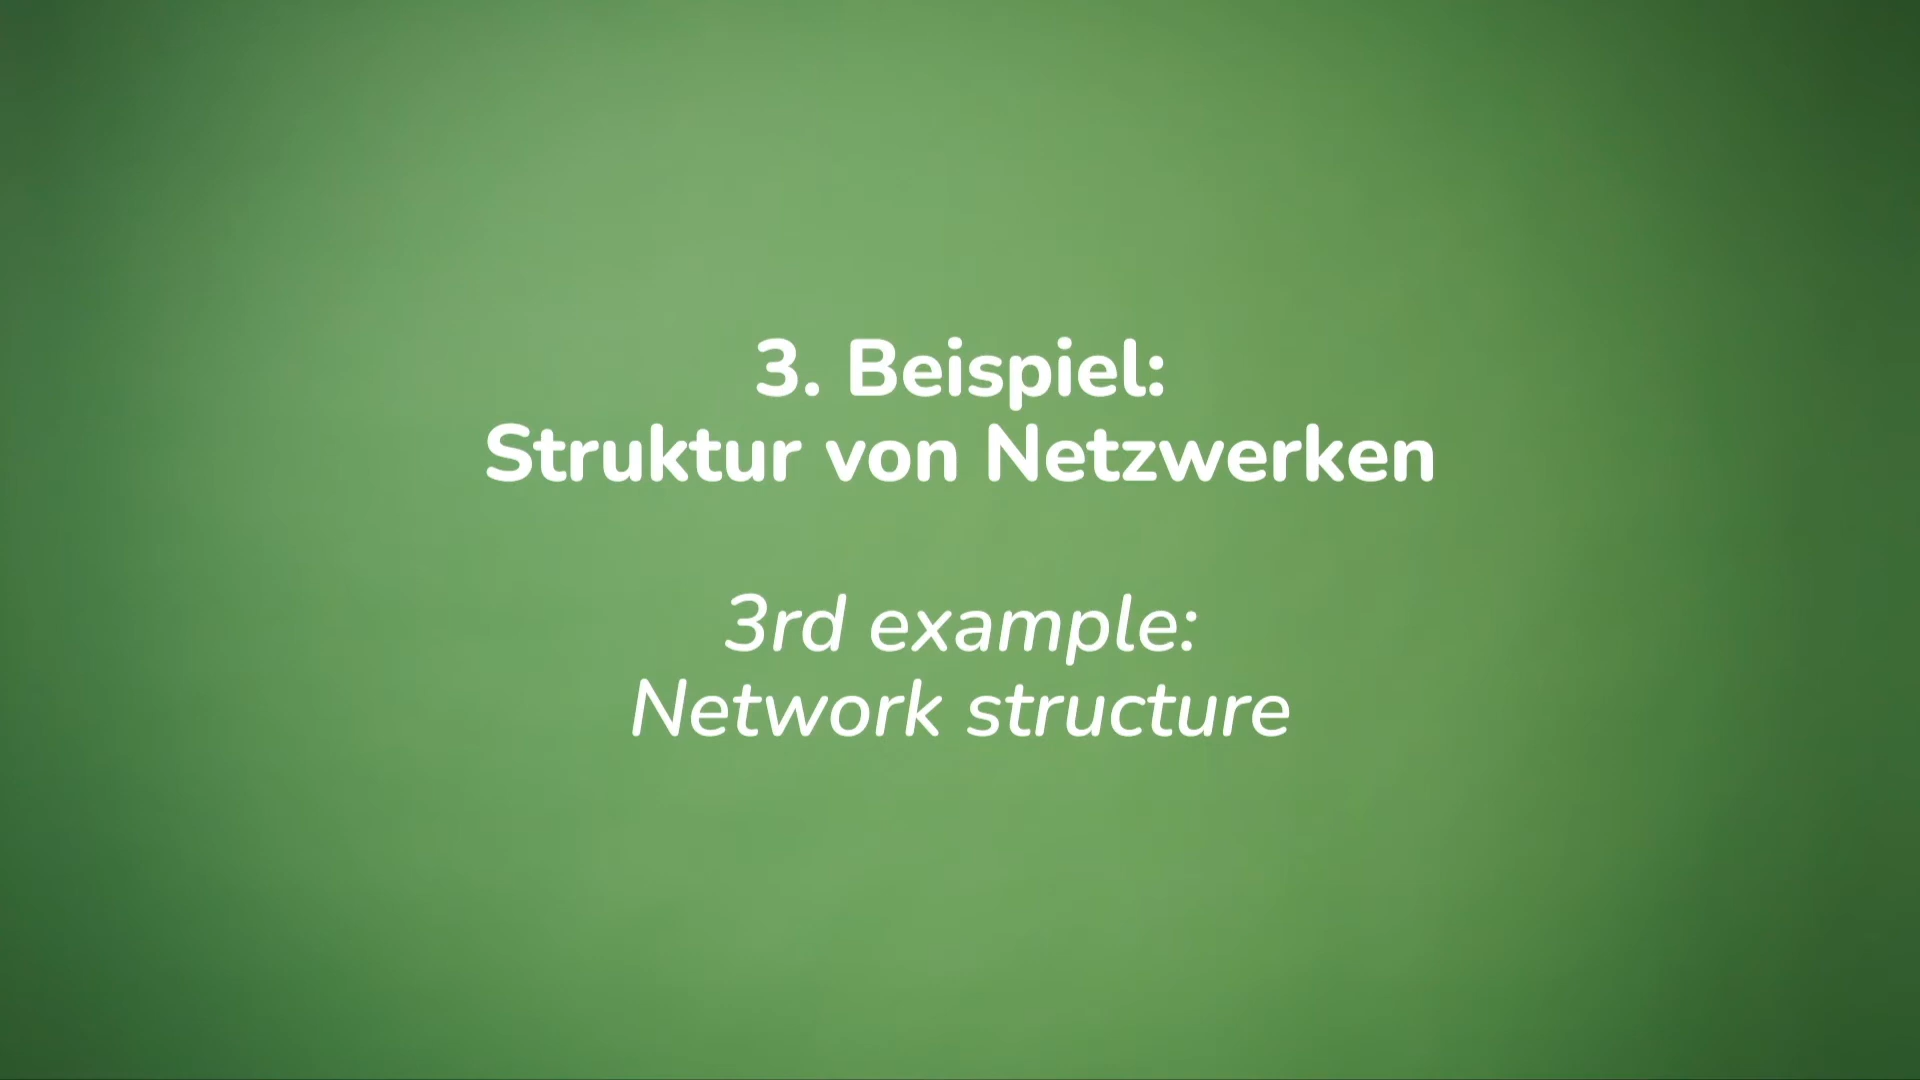 3. Beispiel:
Struktur von Netzwerken
3rd example:
Network structure